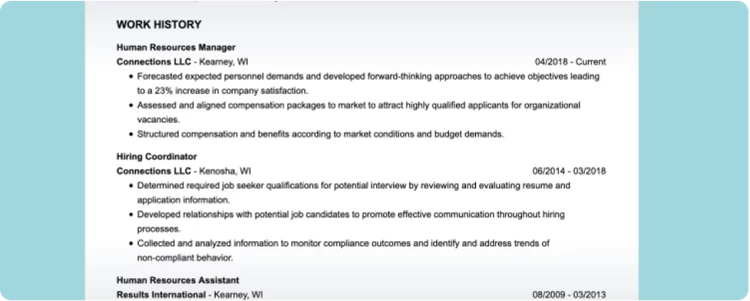 WORK HISTORY
Human Resources Manager
Connections LLC - Kearney, WI 04/2018 - Current
• Forecasted expected personnel demands and developed forward-thinking approaches to achieve objectives leading
to a 23% increase in company satisfaction.
• Assessed and aligned compensation packages to market to attract highly qualified applicants for organizational
vacancies.
• Structured compensation and benefits according to market conditions and budget demands.
Hiring Coordinator
Connections LLC - Kenosha, WI 06/2014 - 03/2018
• Determined required job seeker qualifications for potential interview by reviewing and evaluating resume and
application information.
• Developed relationships with potential job candidates to promote effective communication throughout hiring
processes.
• Collected and analyzed information to monitor compliance outcomes and identify and address trends of
non-compliant behavior.
Human Resources Assistant
Results International - Kearney, WI 08/2009 - 03/2013